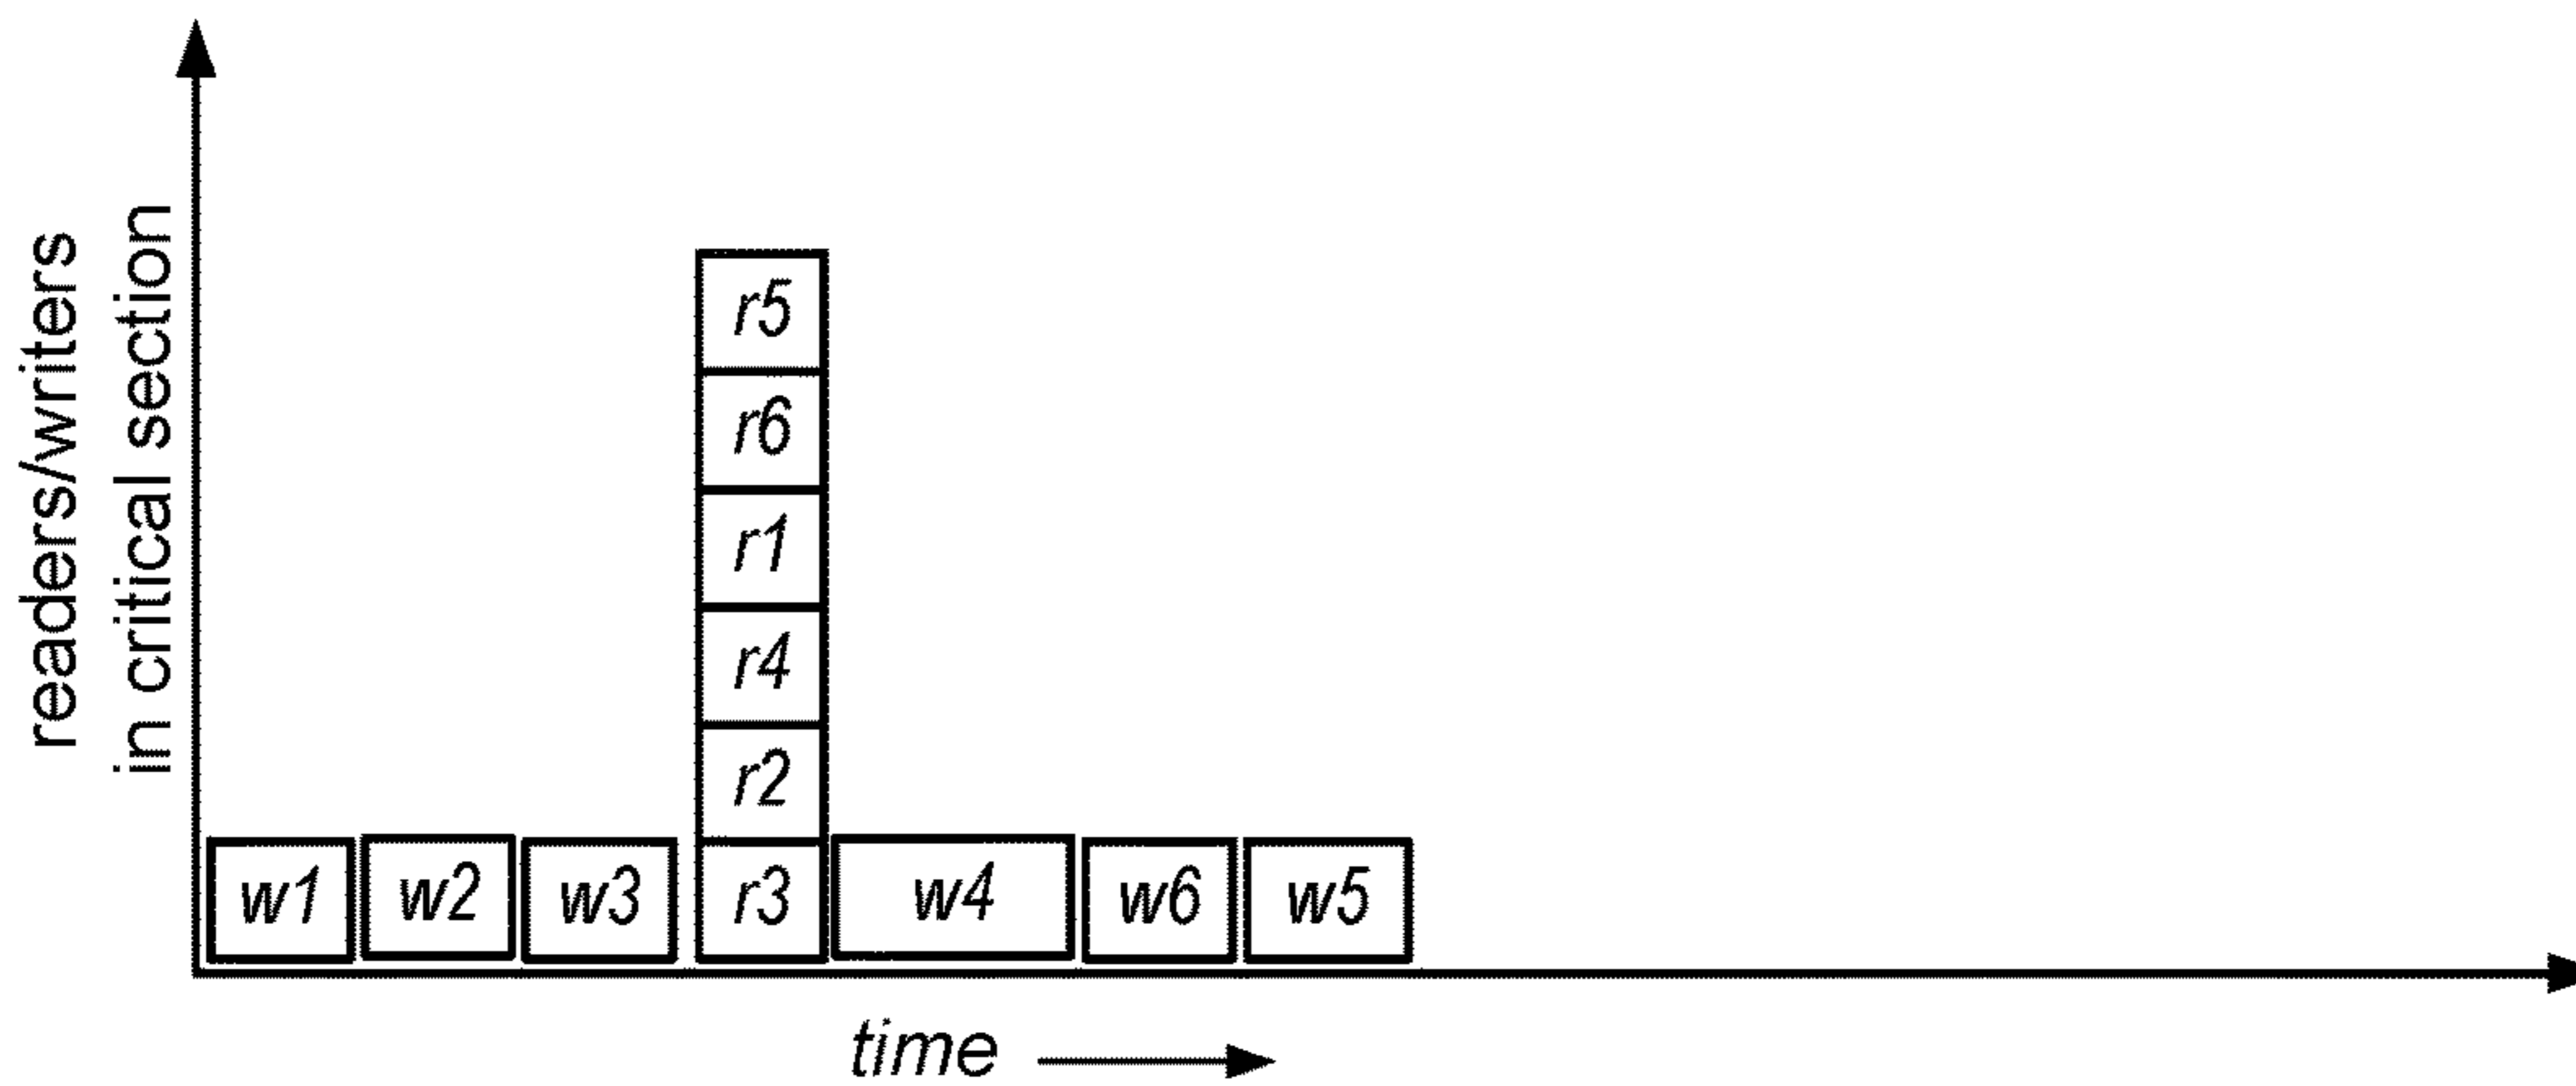 readers/writers
in critical section
r5
r6
r1
r4
r2
w1 w2 w3 r3 w4 w6 w5
time